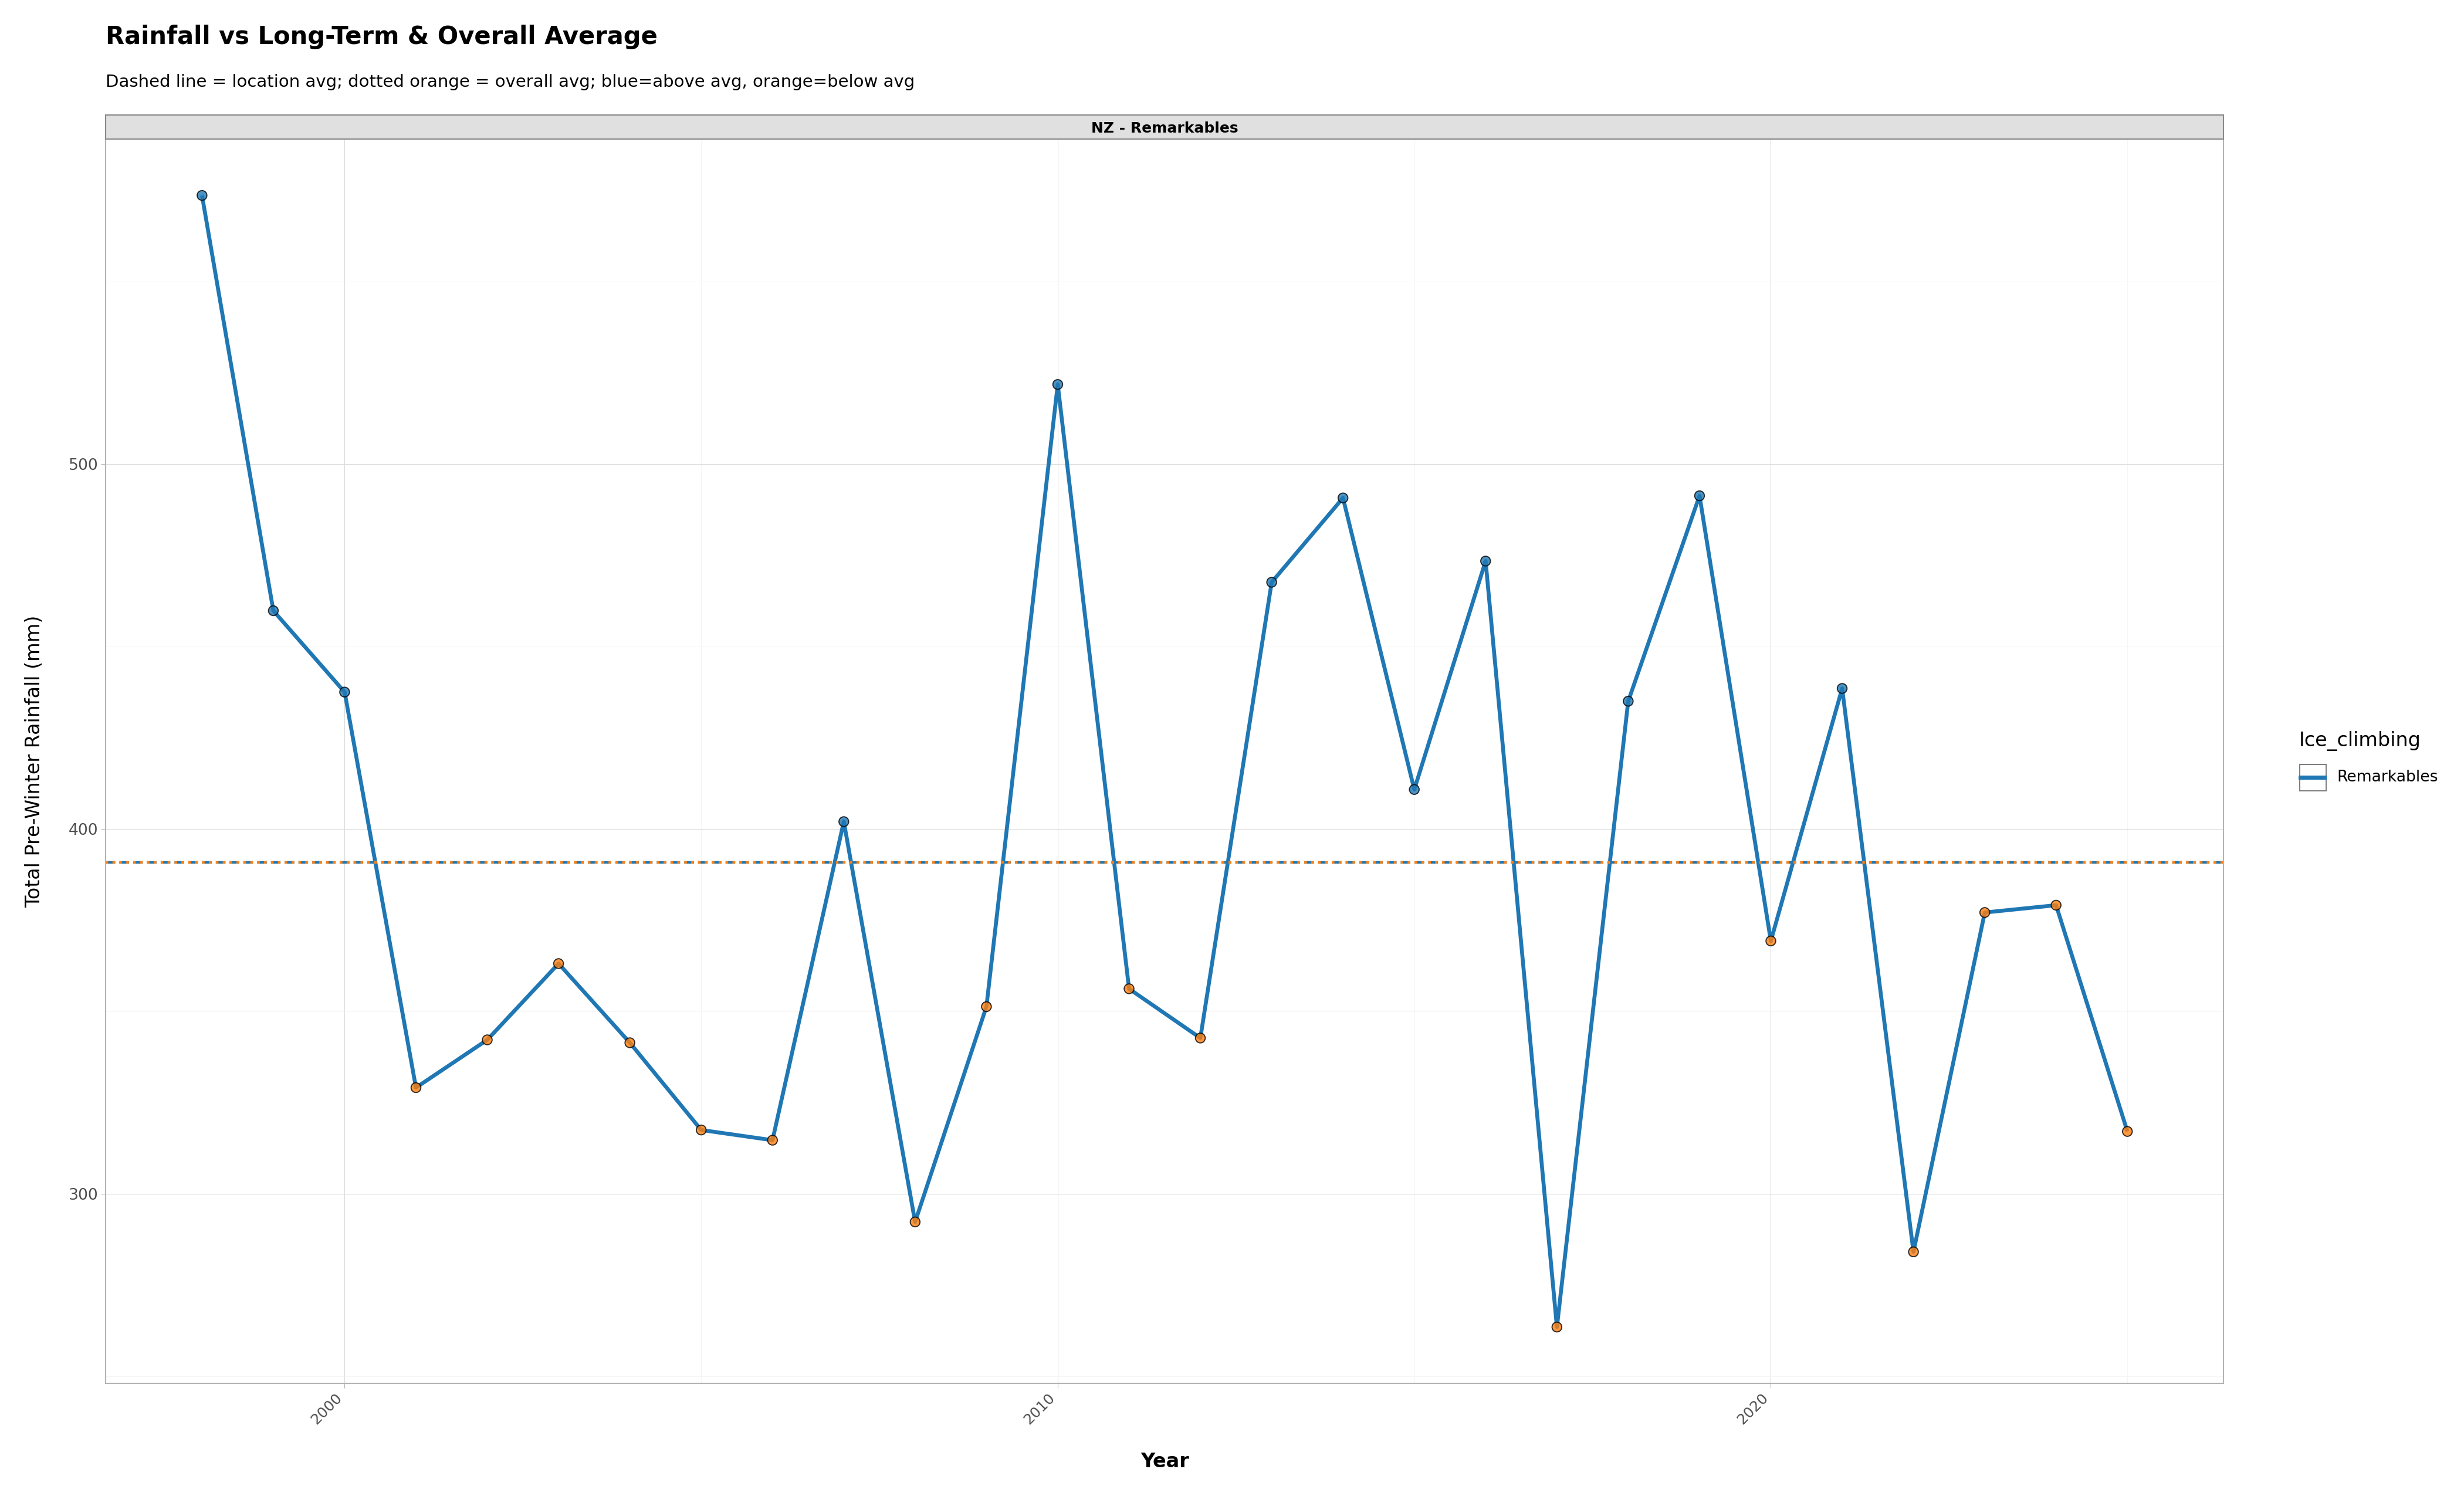 Rainfall vs Long-Term & Overall Average
Dashed line = location avg; dotted orange = overall avg; blue=above avg, orange=below avg
NZ - Remarkables
Total Pre-Winter Rainfall (mm)
500
400
300
2000
2010
2020
Year
Ice_climbing
Remarkables